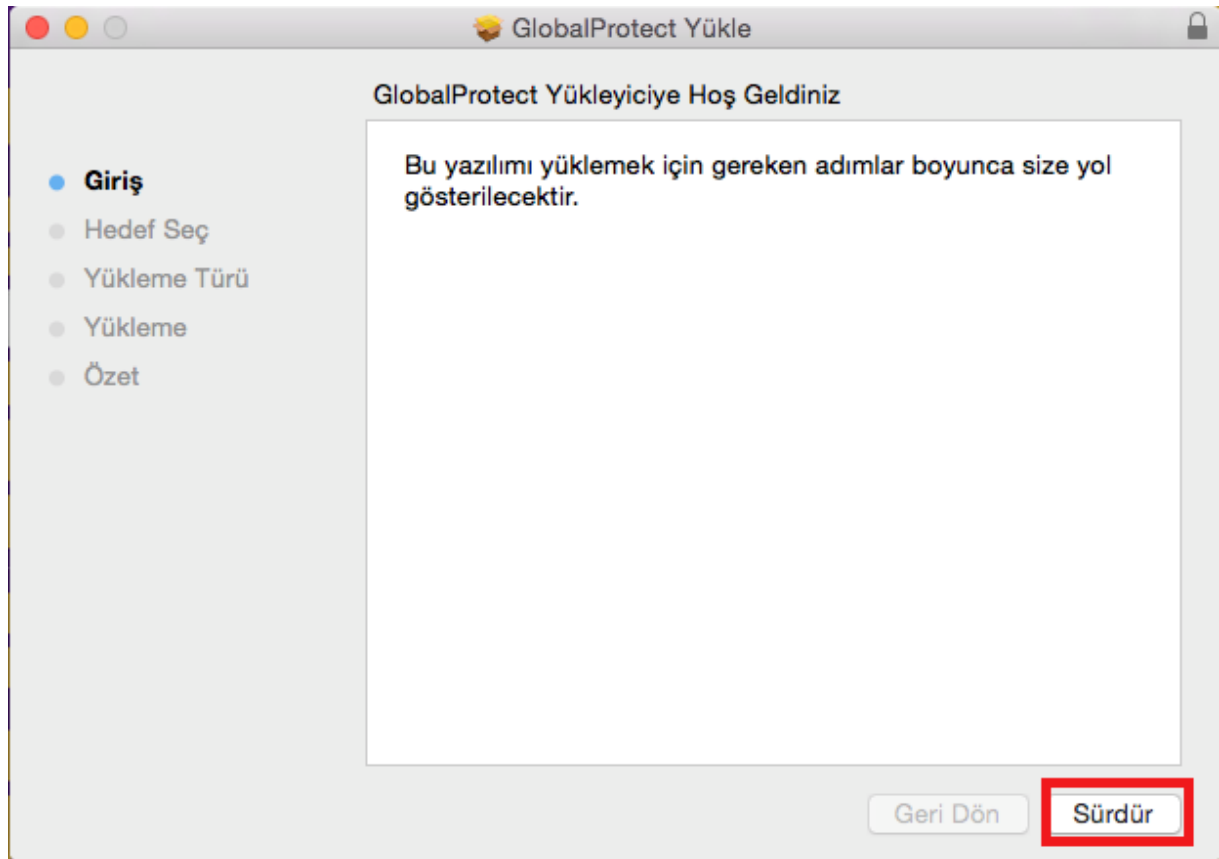 GlobalProtect Yükle
GlobalProtect Yükleyiciye Hoş Geldiniz
Giriş
Hedef Seç
Yükleme Türü
Yükleme
Özet
Bu yazılımı yüklemek için gereken adımlar boyunca size yol
gösterilecektir.
Geri Dön
Sürdür